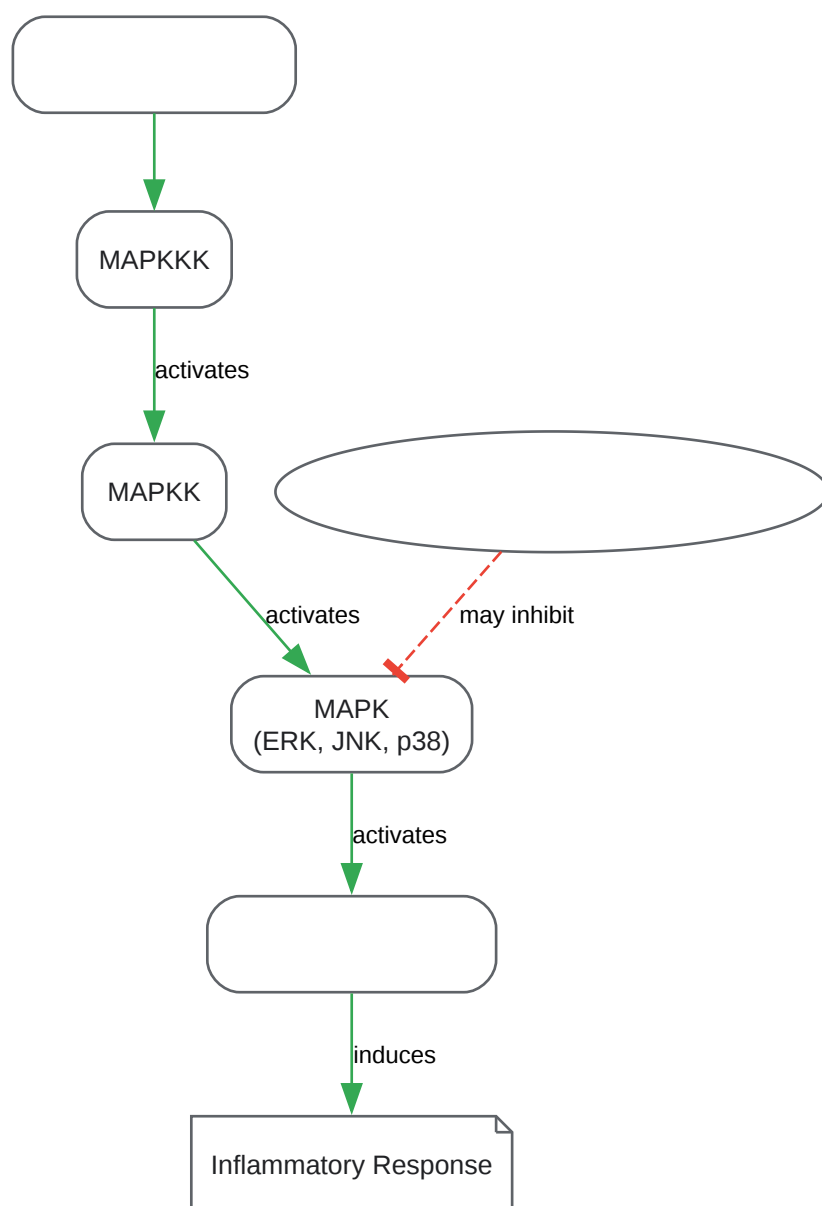 MAPKKK
activates
MAPKK
activates
may inhibit
MAPK
(ERK, JNK, p38)
activates
induces
Inflammatory Response